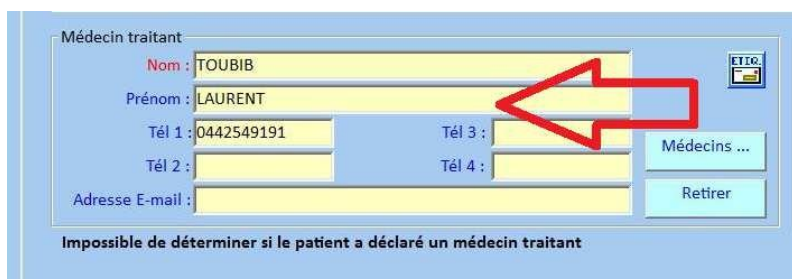 Médecin traitant
Nom : TOUBIB
ETIQ.
Prénom : LAURENT
Tél 1 : 0442549191 Tél 3 :
Médecins ...
Tél 2 : Tél 4 :
Adresse E-mail :
Retirer
Impossible de déterminer si le patient a déclaré un médecin traitant